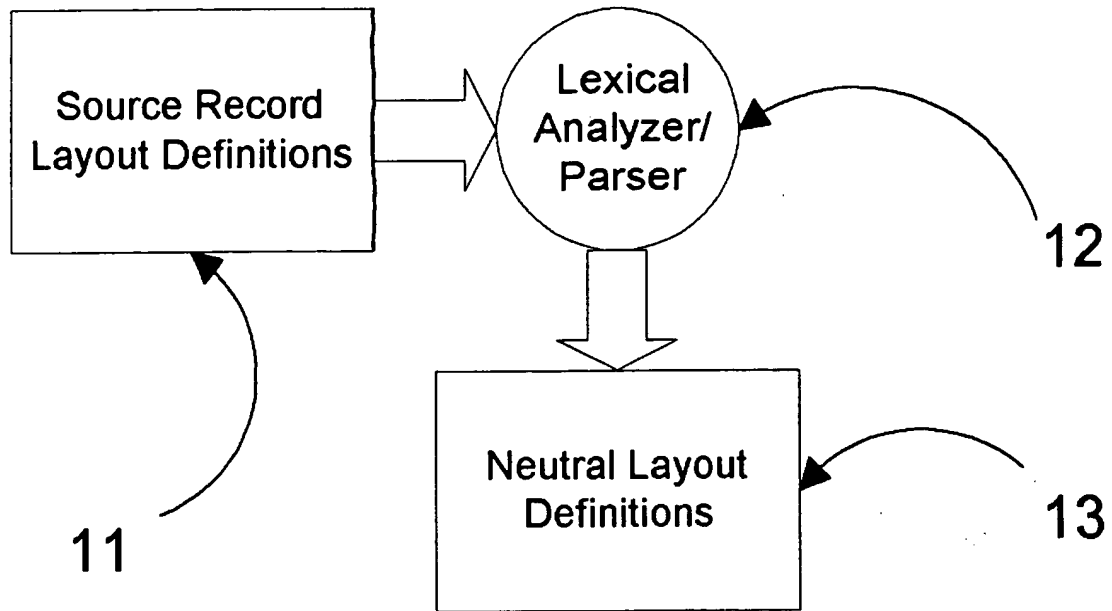 Source Record
Layout Definitions
Lexical
Analyzer/
Parser
12
Neutral Layout
Definitions
11
13